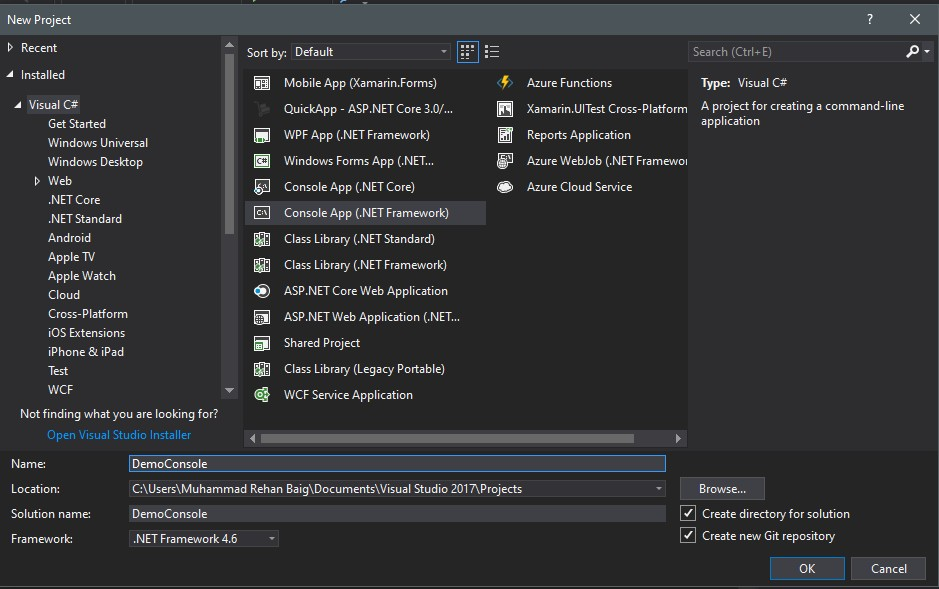 New Project
?
Recent
Installed
Visual C#
Get Started
Windows Universal
Windows Desktop
Web
.NET Core
.NET Standard
Android
Apple TV
Apple Watch
Cloud
Cross-Platform
iOS Extensions
iPhone & iPad
Test
WCF
Not finding what you are looking for?
Open Visual Studio Installer
Sort by: Default
Mobile App (Xamarin.Forms)
QuickApp - ASP.NET Core 3.0/...
WPF App (.NET Framework)
Windows Forms App (.NET...
Console App (.NET Core)
Console App (.NET Framework)
Class Library (.NET Standard)
Class Library (.NET Framework)
ASP.NET Core Web Application
ASP.NET Web Application (.NET...
Shared Project
Class Library (Legacy Portable)
WCF Service Application
Azure Functions
Xamarin.UITest Cross-Platform
Reports Application
Azure WebJob (.NET Framewor
Azure Cloud Service
Search (Ctrl+E)
Type: Visual C#
A project for creating a command-line
application
Name: DemoConsole
Location: C:\Users\Muhammad Rehan Baig\Documents\Visual Studio 2017\Projects
Browse...
Solution name: DemoConsole
Create directory for solution
Framework: .NET Framework 4.6
Create new Git repository
OK
Cancel